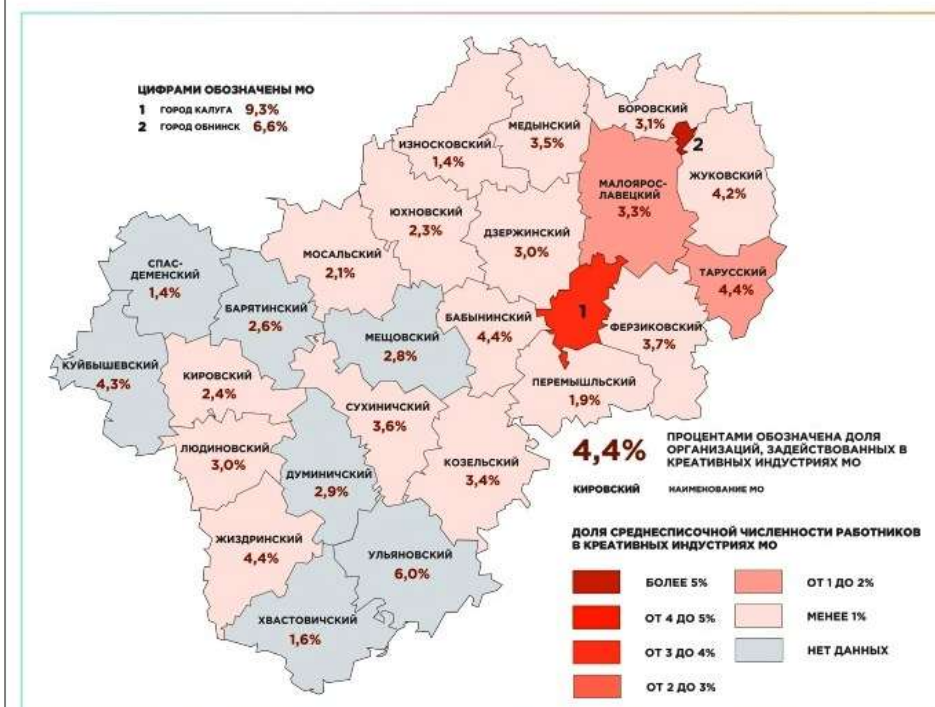 ЦИФРАМИ ОБОЗНАЧЕНЫ МО
1 ГОРОД КАЛУГА 9,3%
2 ГОРОД ОБНИНСК 6,6%
БОРОВСКИЙ
3,1%
2
МЕДЫНСКИЙ
3,5%
ИЗНОСКОВСКИЙ
1,4%
ЖУКОВСКИЙ
4,2%
МАЛОЯРОС-
ЛАВЕЦКИЙ
3,3%
ЮХНОВСКИЙ
2,3%
ДЗЕРЖИНСКИЙ
3,0%
МОСАЛЬСКИЙ
2,1%
СПАС-
ДЕМЕНСКИЙ
1,4%
ТАРУССКИЙ
4,4%
БАРЯТИНСКИЙ
2,6%
МЕЩОВСКИЙ
2,8%
БАБЫНИНСКИЙ
4,4%
1
ФЕРЗИКОВСКИЙ
3,7%
КУЙБЫШЕВСКИЙ
4,3%
КИРОВСКИЙ
2,4%
ПЕРЕМЫШЛЬСКИЙ
1,9%
СУХИНИЧСКИЙ
3,6%
ЛЮДИНОВСКИЙ
3,0%
КОЗЕЛЬСКИЙ
3,4%
ДУМИНИЧСКИЙ
2,9%
ЖИЗДРИНСКИЙ
4,4%
УЛЬЯНОВСКИЙ
6,0%
ХВАСТОВИЧСКИЙ
1,6%
4,4%
ПРОЦЕНТАМИ ОБОЗНАЧЕНА ДОЛЯ
ОРГАНИЗАЦИЙ, ЗАДЕЙСТВОВАННЫХ В
КРЕАТИВНЫХ ИНДУСТРИЯХ МО
КИРОВСКИЙ НАИМЕНОВАНИЕ МО
ДОЛЯ СРЕДНЕСПИСОЧНОЙ ЧИСЛЕННОСТИ РАБОТНИКОВ
В КРЕАТИВНЫХ ИНДУСТРИЯХ МО
БОЛЕЕ 5%
ОТ 4 ДО 5%
ОТ 3 ДО 4%
ОТ 2 ДО 3%
ОТ 1 ДО 2%
МЕНЕЕ 1%
НЕТ ДАННЫХ